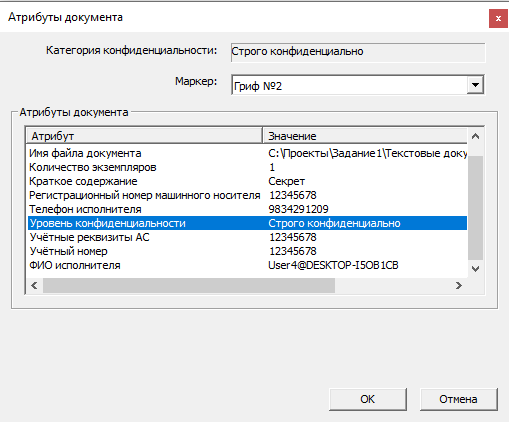 Атрибуты документа
Категория конфиденциальности: Строго конфиденциально
Маркер: Гриф №2
Атрибуты документа
Атрибут Значение
Имя файла документа C:\Проекты\Задание1\Текстовые доку
Количество экземпляров 1
Краткое содержание Секрет
Регистрационный номер машинного носителя 12345678
Телефон исполнителя 9834291209
Уровень конфиденциальности Строго конфиденциально
Учётные реквизиты АС 12345678
Учётный номер 12345678
ФИО исполнителя User4@DESKTOP-I5OB1CB
OK Отмена